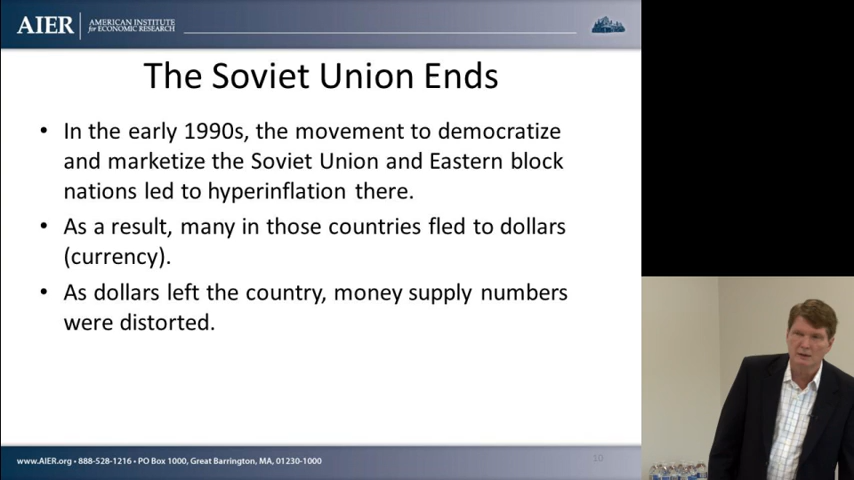 AIER
AMERICAN INSTITUTE
for ECONOMIC RESEARCH
The Soviet Union Ends
• In the early 1990s, the movement to democratize
and marketize the Soviet Union and Eastern block
nations led to hyperinflation there.
• As a result, many in those countries fled to dollars
(currency).
• As dollars left the country, money supply numbers
were distorted.
www.AIER.org • 888-528-1216 • PO Box 1000, Great Barrington, MA, 01230-1000
10